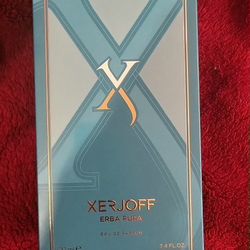 X
XERJOFF
ERBA PURA
EAU DE PARFUM
3.4 FL.OZ